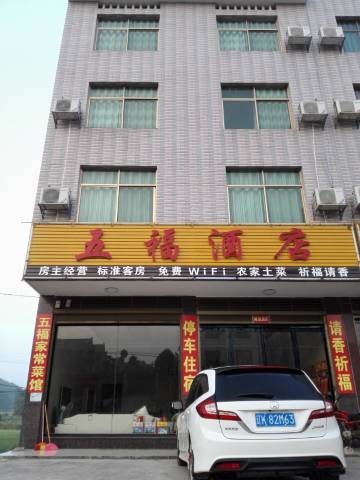 五福酒店
房主经营 标准客房 免费WiFi 农家土菜 祈福请香
五福家常菜馆
停车住宿
请香祈福
K 82M63